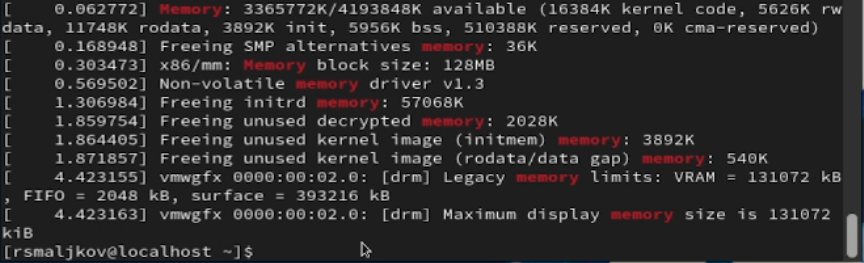 [    0.062772] Memory: 3365772K/4193848K available (16384K kernel code, 5626K rw
data, 11748K rodata, 3892K init, 5956K bss, 510388K reserved, 0K cma-reserved)
[    0.168948] Freeing SMP alternatives memory: 36K
[    0.303473] x86/mm: Memory block size: 128MB
[    0.569502] Non-volatile memory driver v1.3
[    1.306984] Freeing initrd memory: 57068K
[    1.859754] Freeing unused decrypted memory: 2028K
[    1.864405] Freeing unused kernel image (initmem) memory: 3892K
[    1.871857] Freeing unused kernel image (rodata/data gap) memory: 540K
[    4.423155] vmwgfx 0000:00:02.0: [drm] Legacy memory limits: VRAM = 131072 kB
, FIFO = 2048 kB, surface = 393216 kB
[    4.423163] vmwgfx 0000:00:02.0: [drm] Maximum display memory size is 131072
kiB
[rsmaljkov@localhost ~]$